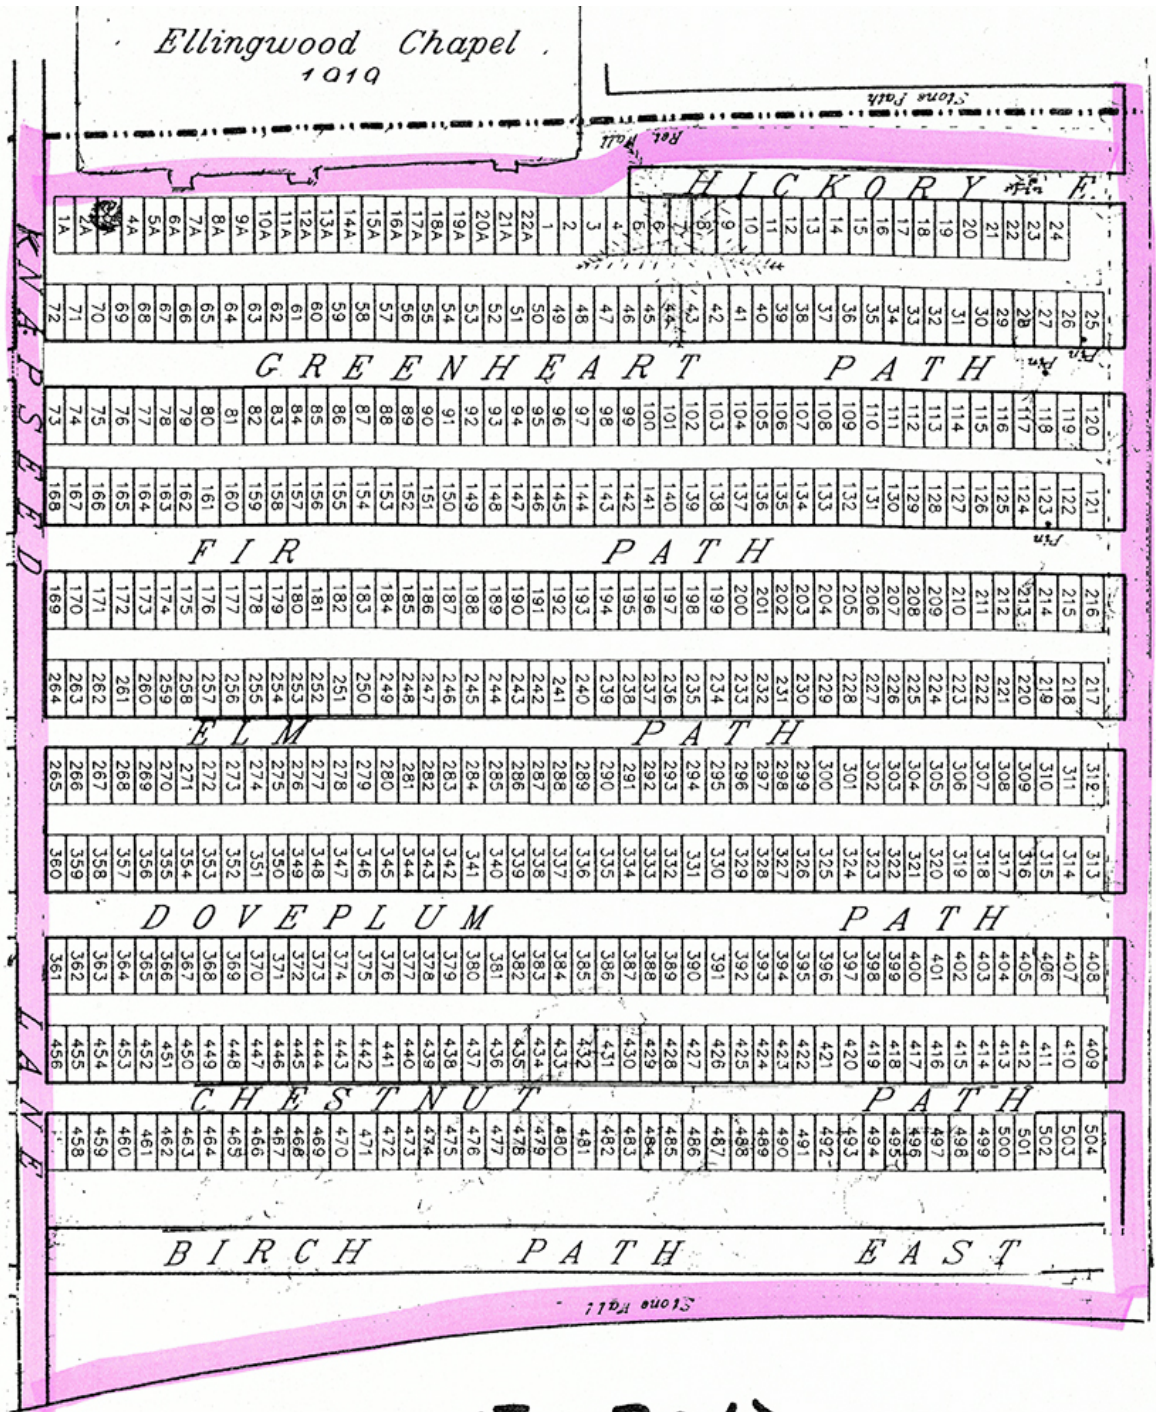 Ellingwood Chapel
1919
Stone Path
Ret. Wall
HICKORY E.
1A 2A 4A 5A 6A 7A 8A 9A 10A 11A 12A 13A 14A 15A 16A 17A 18A 19A 20A 21A 22A 1 2 3 4 5 6 7 8 9 10 11 12 13 14 15 16 17 18 19 20 21 22 23 24
72 71 70 69 68 67 66 65 64 63 62 61 60 59 58 57 56 55 54 53 52 51 50 49 48 47 46 45 44 43 42 41 40 39 38 37 36 35 34 33 32 31 30 29 28 27 26 25
Pin Pin
GREENHEART PATH
73 74 75 76 77 78 79 80 81 82 83 84 85 86 87 88 89 90 91 92 93 94 95 96 97 98 99 100 101 102 103 104 105 106 107 108 109 110 111 112 113 114 115 116 117 118 119 120
168 167 166 165 164 163 162 161 160 159 158 157 156 155 154 153 152 151 150 149 148 147 146 145 144 143 142 141 140 139 138 137 136 135 134 133 132 131 130 129 128 127 126 125 124 123 122 121
Pin
FIR PATH
169 170 171 172 173 174 175 176 177 178 179 180 181 182 183 184 185 186 187 188 189 190 191 192 193 194 195 196 197 198 199 200 201 202 203 204 205 206 207 208 209 210 211 212 213 214 215 216
264 263 262 261 260 259 258 257 256 255 254 253 252 251 250 249 248 247 246 245 244 243 242 241 240 239 238 237 236 235 234 233 232 231 230 229 228 227 226 225 224 223 222 221 220 219 218 217
ELM PATH
265 266 267 268 269 270 271 272 273 274 275 276 277 278 279 280 281 282 283 284 285 286 287 288 289 290 291 292 293 294 295 296 297 298 299 300 301 302 303 304 305 306 307 308 309 310 311 312
360 359 358 357 356 355 354 353 352 351 350 349 348 347 346 345 344 343 342 341 340 339 338 337 336 335 334 333 332 331 330 329 328 327 326 325 324 323 322 321 320 319 318 317 316 315 314 313
DOVEPLUM PATH
361 362 363 364 365 366 367 368 369 370 371 372 373 374 375 376 377 378 379 380 381 382 383 384 385 386 387 388 389 390 391 392 393 394 395 396 397 398 399 400 401 402 403 404 405 406 407 408
456 455 454 453 452 451 450 449 448 447 446 445 444 443 442 441 440 439 438 437 436 435 434 433 432 431 430 429 428 427 426 425 424 423 422 421 420 419 418 417 416 415 414 413 412 411 410 409
CHESTNUT PATH
458 459 460 461 462 463 464 465 466 467 468 469 470 471 472 473 474 475 476 477 478 479 480 481 482 483 484 485 486 487 488 489 490 491 492 493 494 495 496 497 498 499 500 501 502 503 504
BIRCH PATH EAST
Stone Wall
KNAPSEED LANE